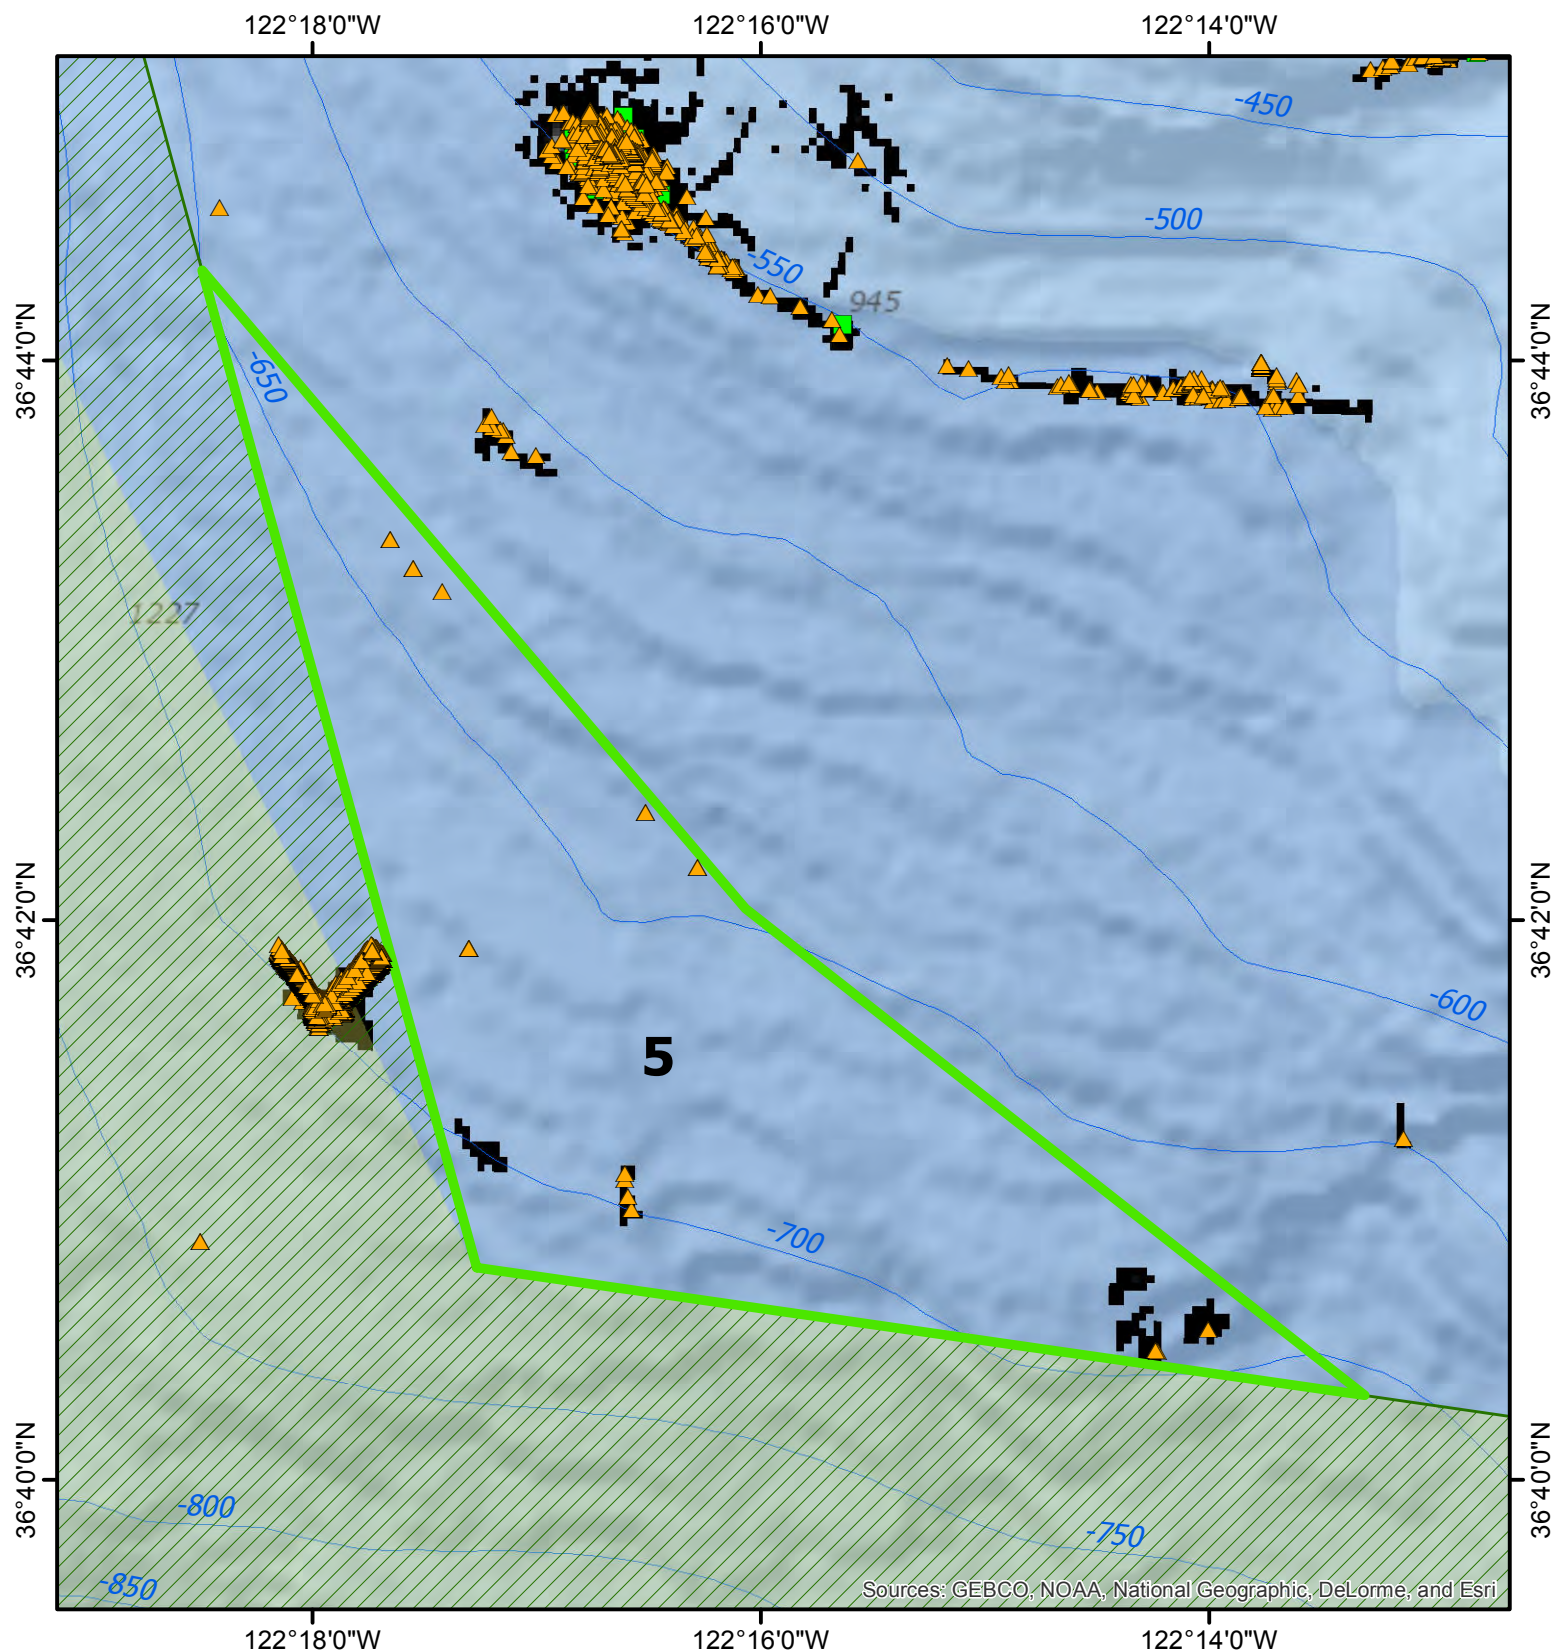 122°18'0"W 122°16'0"W 122°14'0"W
-450
-500
-550
945
36°44'0"N 36°44'0"N
-650
1227
36°42'0"N 36°42'0"N
-600
5
-700
36°40'0"N 36°40'0"N
-800
-750
-850
Sources: GEBCO, NOAA, National Geographic, DeLorme, and Esri
122°18'0"W 122°16'0"W 122°14'0"W